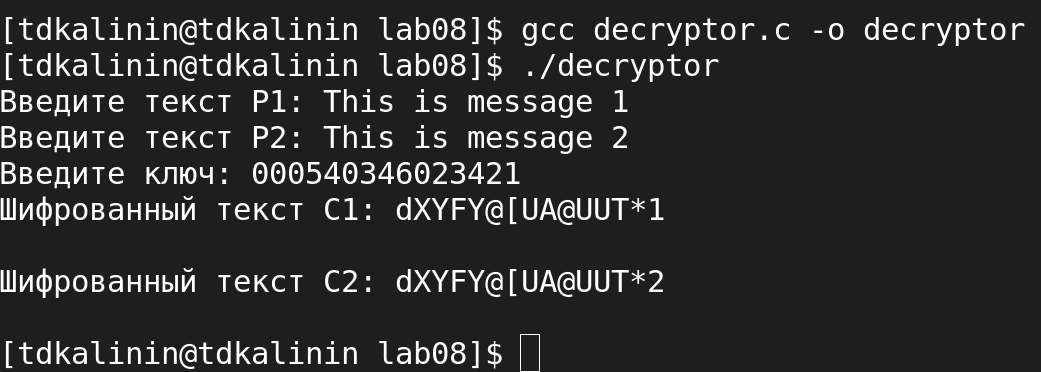 [tdkalinin@tdkalinin lab08]$ gcc decryptor.c -o decryptor
[tdkalinin@tdkalinin lab08]$ ./decryptor
Введите текст P1: This is message 1
Введите текст P2: This is message 2
Введите ключ: 000540346023421
Шифрованный текст C1: dXYFY@[UA@UUT*1
Шифрованный текст C2: dXYFY@[UA@UUT*2
[tdkalinin@tdkalinin lab08]$